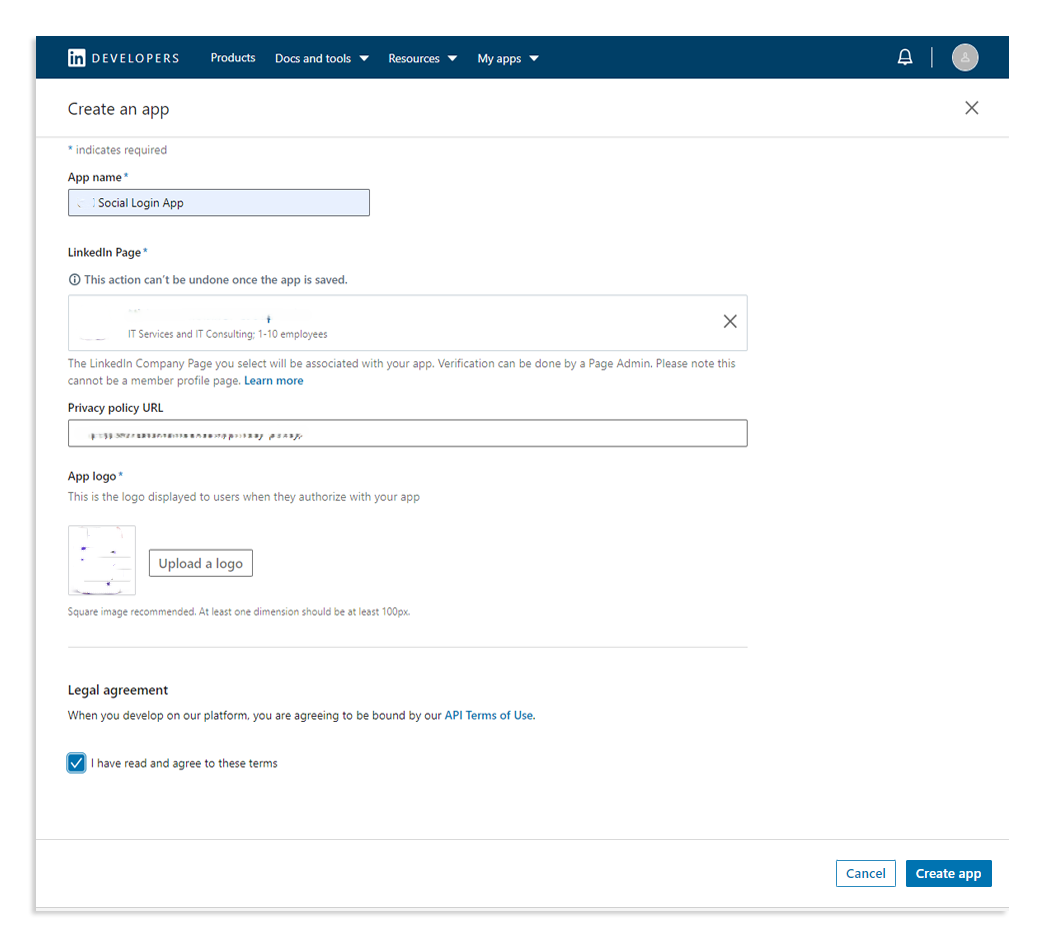 in DEVELOPERS Products Docs and tools Resources My apps
Create an app
* indicates required
App name*
Social Login App
LinkedIn Page*
This action can't be undone once the app is saved.
IT Services and IT Consulting; 1-10 employees
The LinkedIn Company Page you select will be associated with your app. Verification can be done by a Page Admin. Please note this
cannot be a member profile page. Learn more
Privacy policy URL
App logo*
This is the logo displayed to users when they authorize with your app
Upload a logo
Square image recommended. At least one dimension should be at least 100px.
Legal agreement
When you develop on our platform, you are agreeing to be bound by our API Terms of Use.
I have read and agree to these terms
Cancel Create app